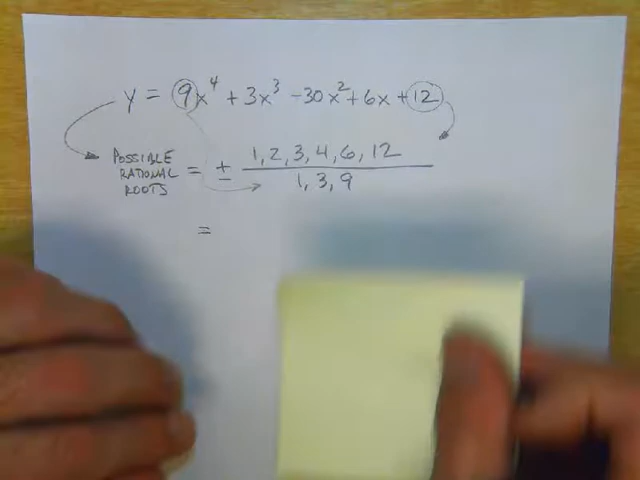 y = 9x⁴ + 3x³ - 30x² + 6x + 12
POSSIBLE
RATIONAL
ROOTS
= ± 1, 2, 3, 4, 6, 12
1, 3, 9
=